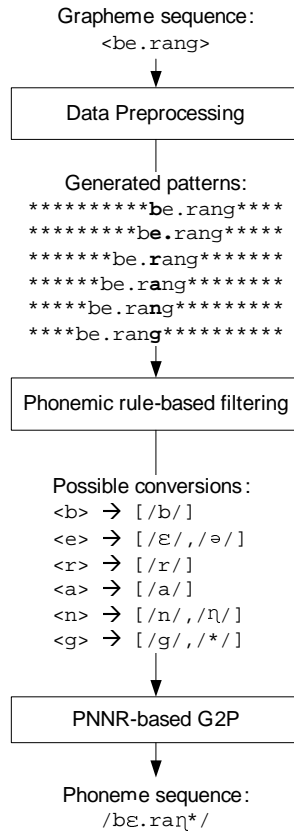 Grapheme sequence:
<be.rang>
Data Preprocessing
Generated patterns:
**********be.rang****
*********be.rang*****
*******be.rang*******
******be.rang********
*****be.rang*********
****be.rang**********
Phonemic rule-based filtering
Possible conversions:
<b> → [/b/]
<e> → [/ɛ/,/ə/]
<r> → [/r/]
<a> → [/a/]
<n> → [/n/,/η/]
<g> → [/g/,/*/]
PNNR-based G2P
Phoneme sequence:
/bɛ.raη*/